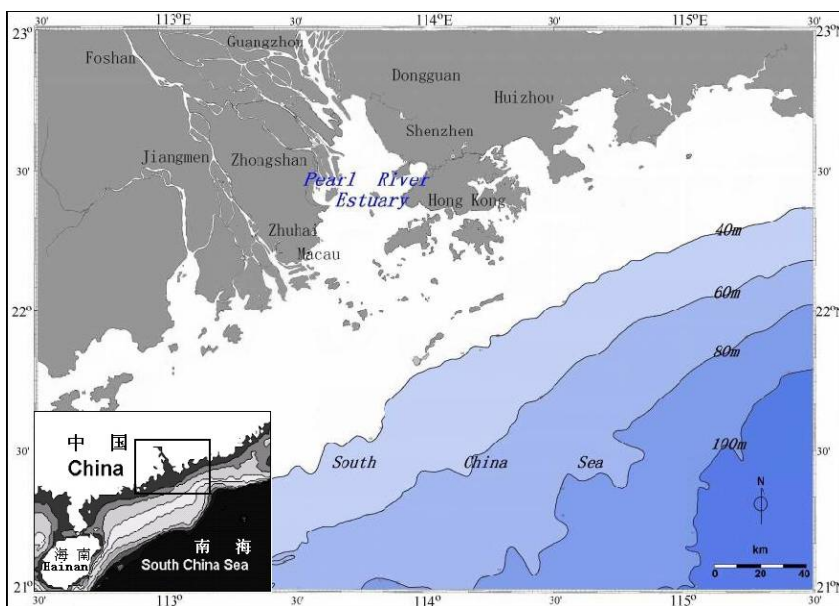 30' 113°E 30' 114°E 30' 115°E 30'
23°
23°N
Guangzhou
Foshan
Dongguan
Huizhou
Shenzhen
30'
30'
Jiangmen
Zhongshan
Pearl River
Estuary
Hong Kong
Zhuhai
Macau
40m
60m
22°
22°N
80m
100m
30'
30'
South China Sea
中 国
China
N
海 南
Hainan
南 海
South China Sea
km
0 20 40
21°
21°N
113°E 30' 114°E 30' 115°E 30'